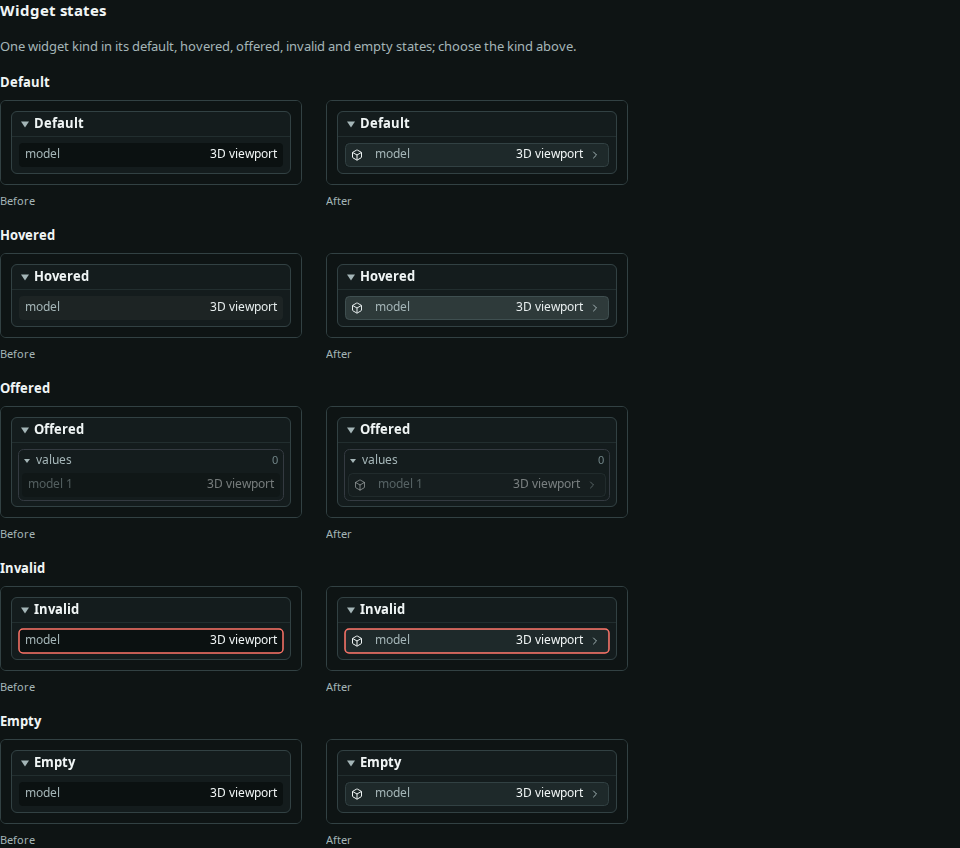 Widget states
One widget kind in its default, hovered, offered, invalid and empty states; choose the kind above.
Default
Default
model 3D viewport
Default
model 3D viewport
Before
After
Hovered
Hovered
model 3D viewport
Hovered
model 3D viewport
Before
After
Offered
Offered
values 0
model 1 3D viewport
Offered
values 0
model 1 3D viewport
Before
After
Invalid
Invalid
model 3D viewport
Invalid
model 3D viewport
Before
After
Empty
Empty
model 3D viewport
Empty
model 3D viewport
Before
After